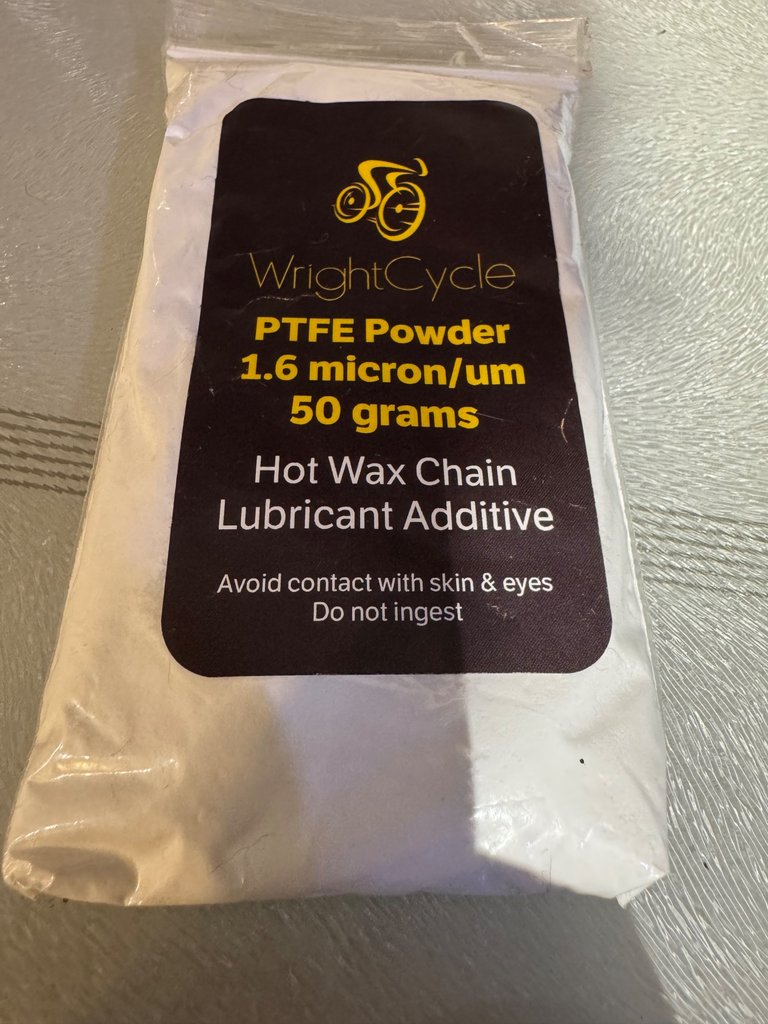 WrightCycle
PTFE Powder
1.6 micron/um
50 grams
Hot Wax Chain
Lubricant Additive
Avoid contact with skin & eyes
Do not ingest